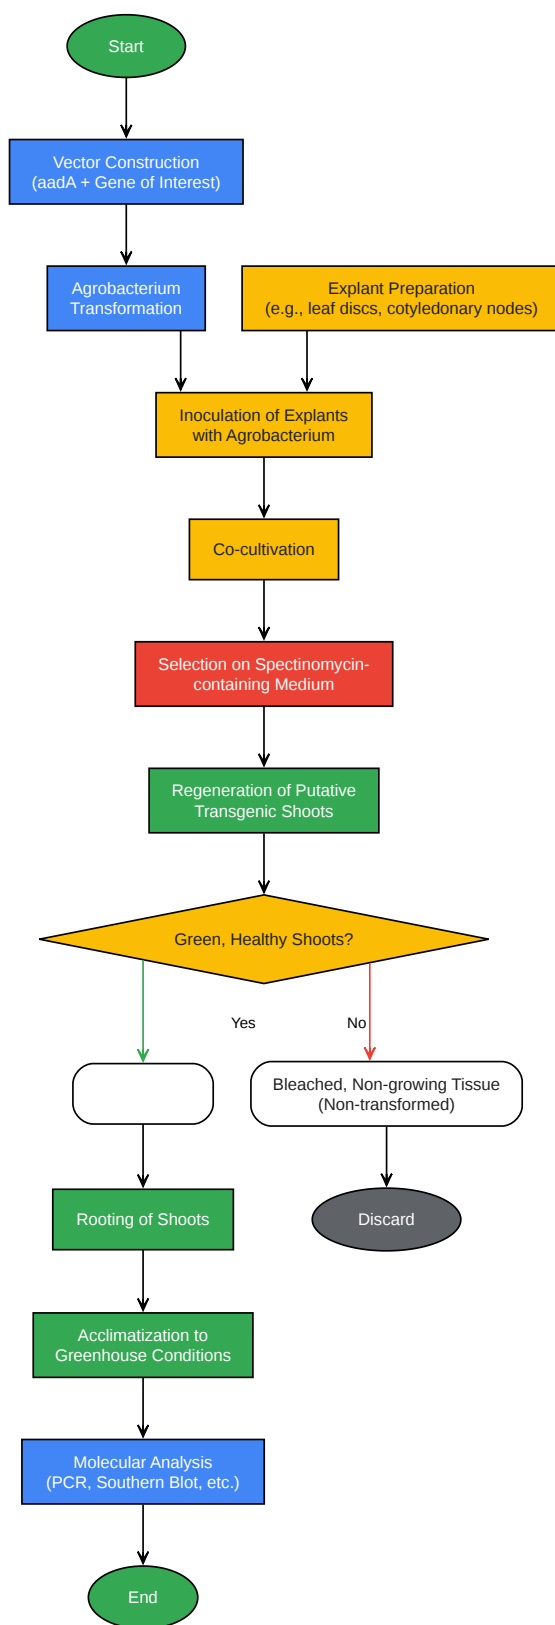 Start
Vector Construction
(aadA + Gene of Interest)
Agrobacterium
Transformation
Explant Preparation
(e.g., leaf discs, cotyledonary nodes)
Inoculation of Explants
with Agrobacterium
Co-cultivation
Selection on Spectinomycin-
containing Medium
Regeneration of Putative
Transgenic Shoots
Green, Healthy Shoots?
Yes
No
Bleached, Non-growing Tissue
(Non-transformed)
Rooting of Shoots
Discard
Acclimatization to
Greenhouse Conditions
Molecular Analysis
(PCR, Southern Blot, etc.)
End